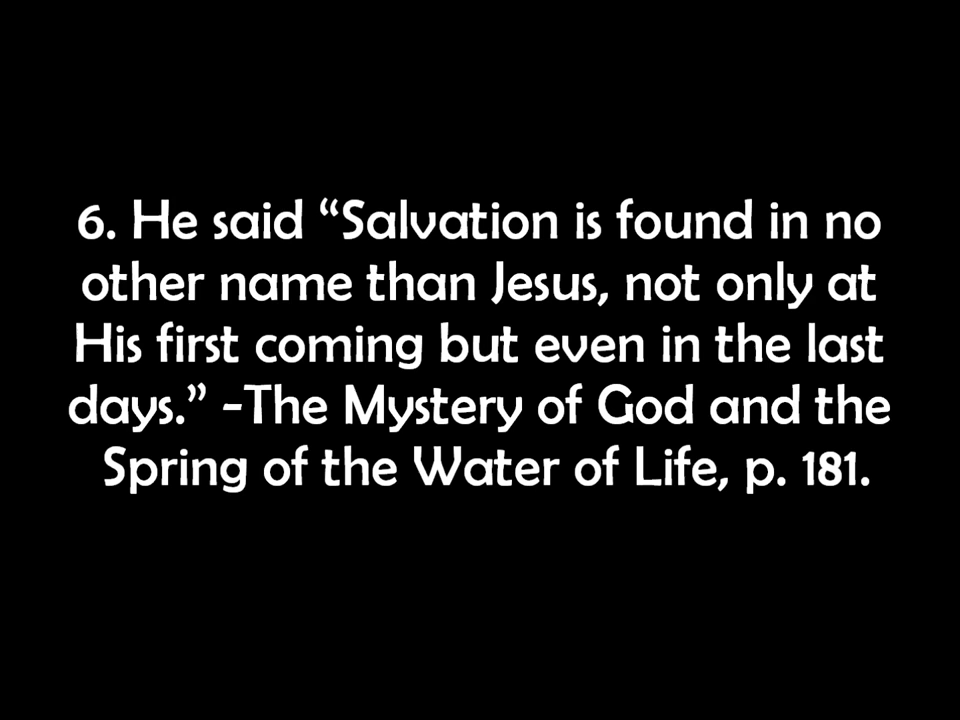 6. He said “Salvation is found in no
other name than Jesus, not only at
His first coming but even in the last
days.” -The Mystery of God and the
Spring of the Water of Life, p. 181.